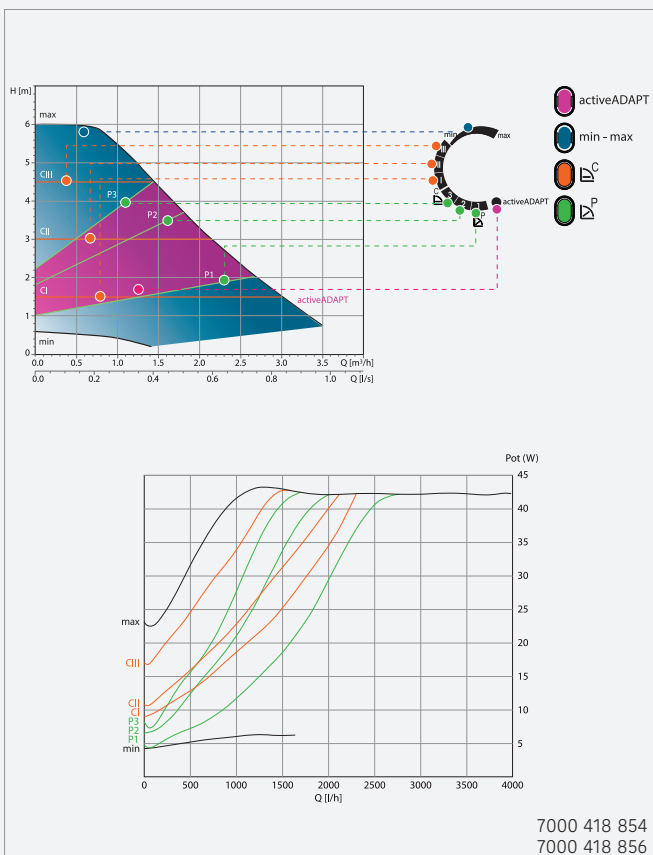 H [m]
max
6
5
CIII
4
P3
P2
3
CII
2
P1
CI
activeADAPT
1
min
0
0.0 0.5 1.0 1.5 2.0 2.5 3.0 3.5 Q [m³/h]
0.0 0.2 0.4 0.6 0.8 1.0 Q [l/s]
min
max
III
C
3
2
1
P
activeADAPT
activeADAPT
min - max
C
P
Pot (W)
45
40
35
30
25
max
20
CIII
15
CII
10
CI
P3
P2
P1
5
min
0 500 1000 1500 2000 2500 3000 3500 4000
Q [l/h]
7000 418 854
7000 418 856